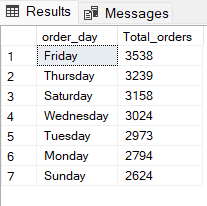 Results Messages
order_day Total_orders
1 Friday 3538
2 Thursday 3239
3 Saturday 3158
4 Wednesday 3024
5 Tuesday 2973
6 Monday 2794
7 Sunday 2624